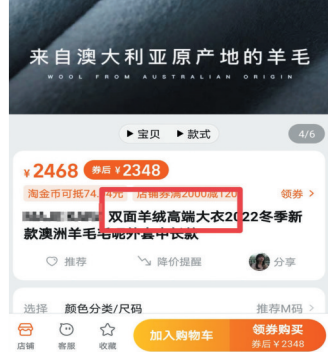 来自澳大利亚原产地的羊毛
WOOL FROM AUSTRALIAN ORIGIN
▶宝贝 ▶款式 4/6
¥2468 券后 ¥2348
淘金币可抵74.04元 店铺券满2000减120 领券 >
双面羊绒高端大衣2022冬季新
款澳洲羊毛毛呢外套中长款
推荐 降价提醒 分享
选择 颜色分类/尺码 推荐M码 >
店铺 客服 收藏 加入购物车 领券购买
券后¥2348